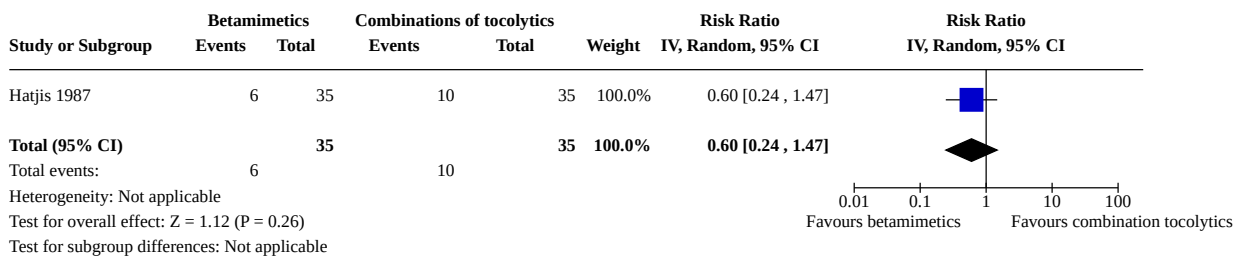 Betamimetics Combinations of tocolytics Risk Ratio Risk Ratio
Study or Subgroup Events Total Events Total Weight IV, Random, 95% CI IV, Random, 95% CI
Hatjis 1987 6 35 10 35 100.0% 0.60 [0.24 , 1.47]
Total (95% CI) 35 35 100.0% 0.60 [0.24 , 1.47]
Total events: 6 10
Heterogeneity: Not applicable
0.01 0.1 1 10 100
Test for overall effect: Z = 1.12 (P = 0.26) Favours betamimetics Favours combination tocolytics
Test for subgroup differences: Not applicable